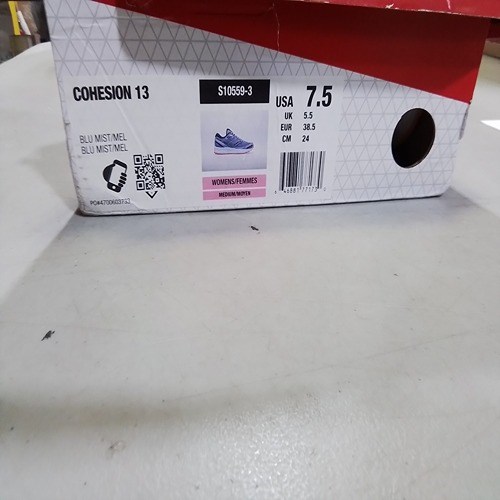 COHESION 13
S10559-3
USA 7.5
UK 5.5
EUR 38.5
CM 24
BLU MIST/MEL
BLU MIST/MEL
WOMENS/FEMMES
MEDIUM/MOYEN